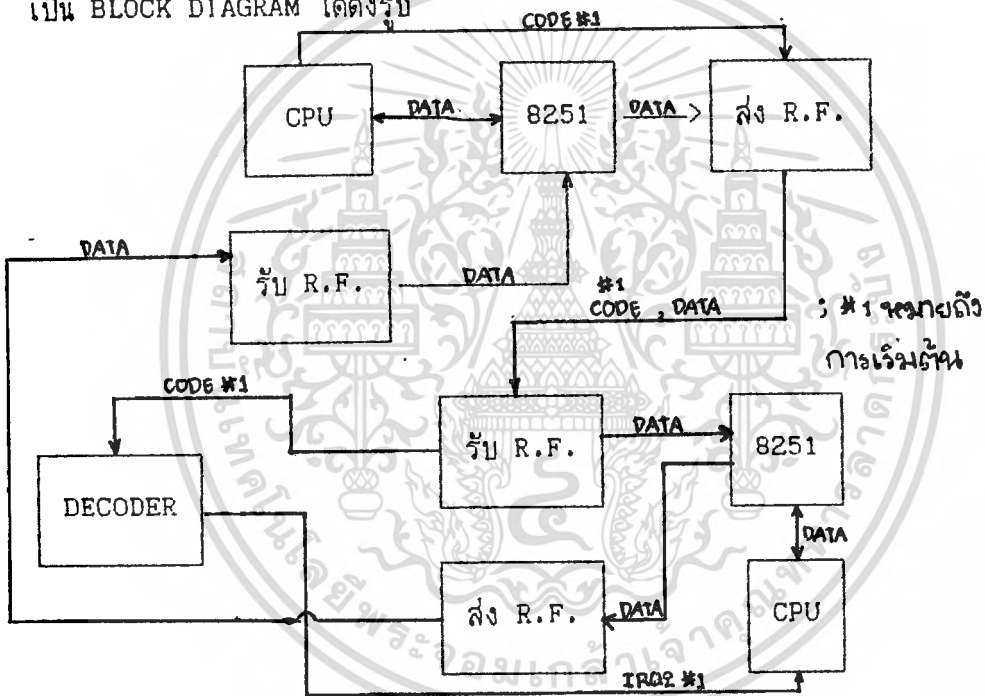 เป็น BLOCK DIAGRAM ได้ดังรูป
CODE #1
CPU
DATA
8251
DATA
ส่ง R.F.
DATA
รับ R.F.
DATA
#1
CODE , DATA
; #1 หมายถึง
การเริ่มต้น
CODE #1
รับ R.F.
DATA
8251
DECODER
DATA
ส่ง R.F.
DATA
CPU
IRQ2 #1